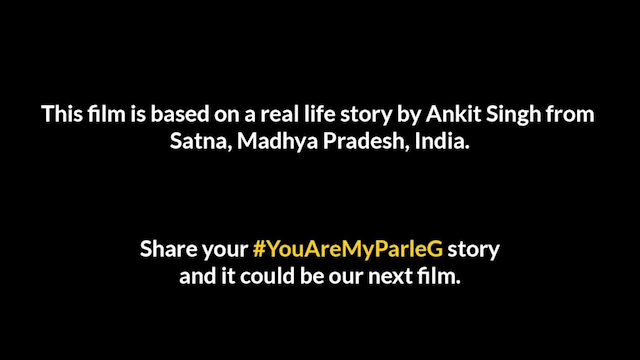 This film is based on a real life story by Ankit Singh from
Satna, Madhya Pradesh, India.
Share your #YouAreMyParleG story
and it could be our next film.